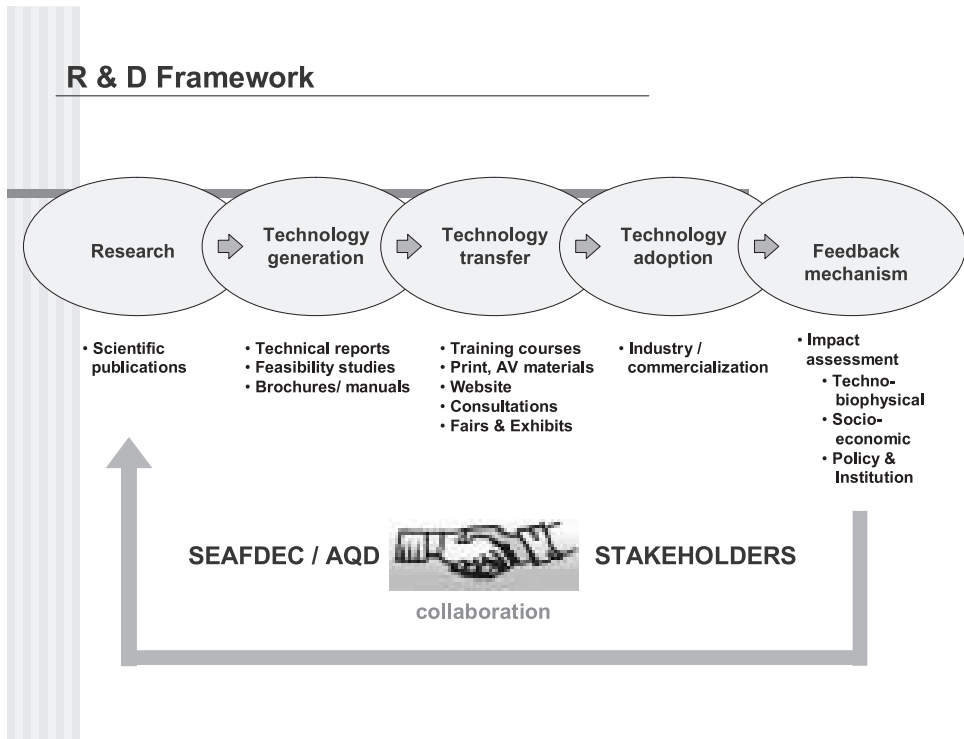 R & D Framework
Research
Technology
generation
Technology
transfer
Technology
adoption
Feedback
mechanism
• Scientific
publications
• Technical reports
• Feasibility studies
• Brochures/ manuals
• Training courses
• Print, AV materials
• Website
• Consultations
• Fairs & Exhibits
• Industry /
commercialization
• Impact
assessment
• Techno-
biophysical
• Socio-
economic
• Policy &
Institution
SEAFDEC / AQD
STAKEHOLDERS
collaboration